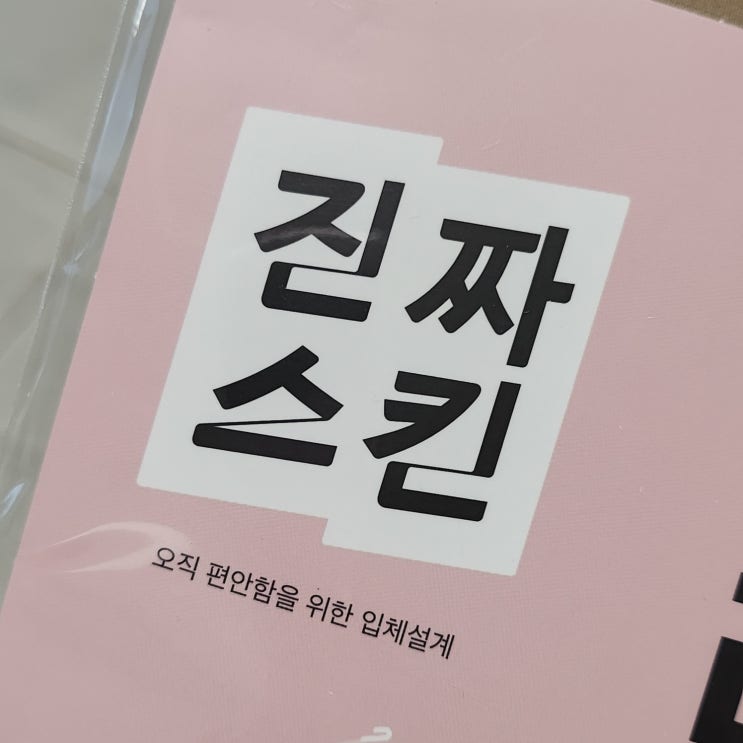 진짜
스킨
오직 편안함을 위한 입체설계